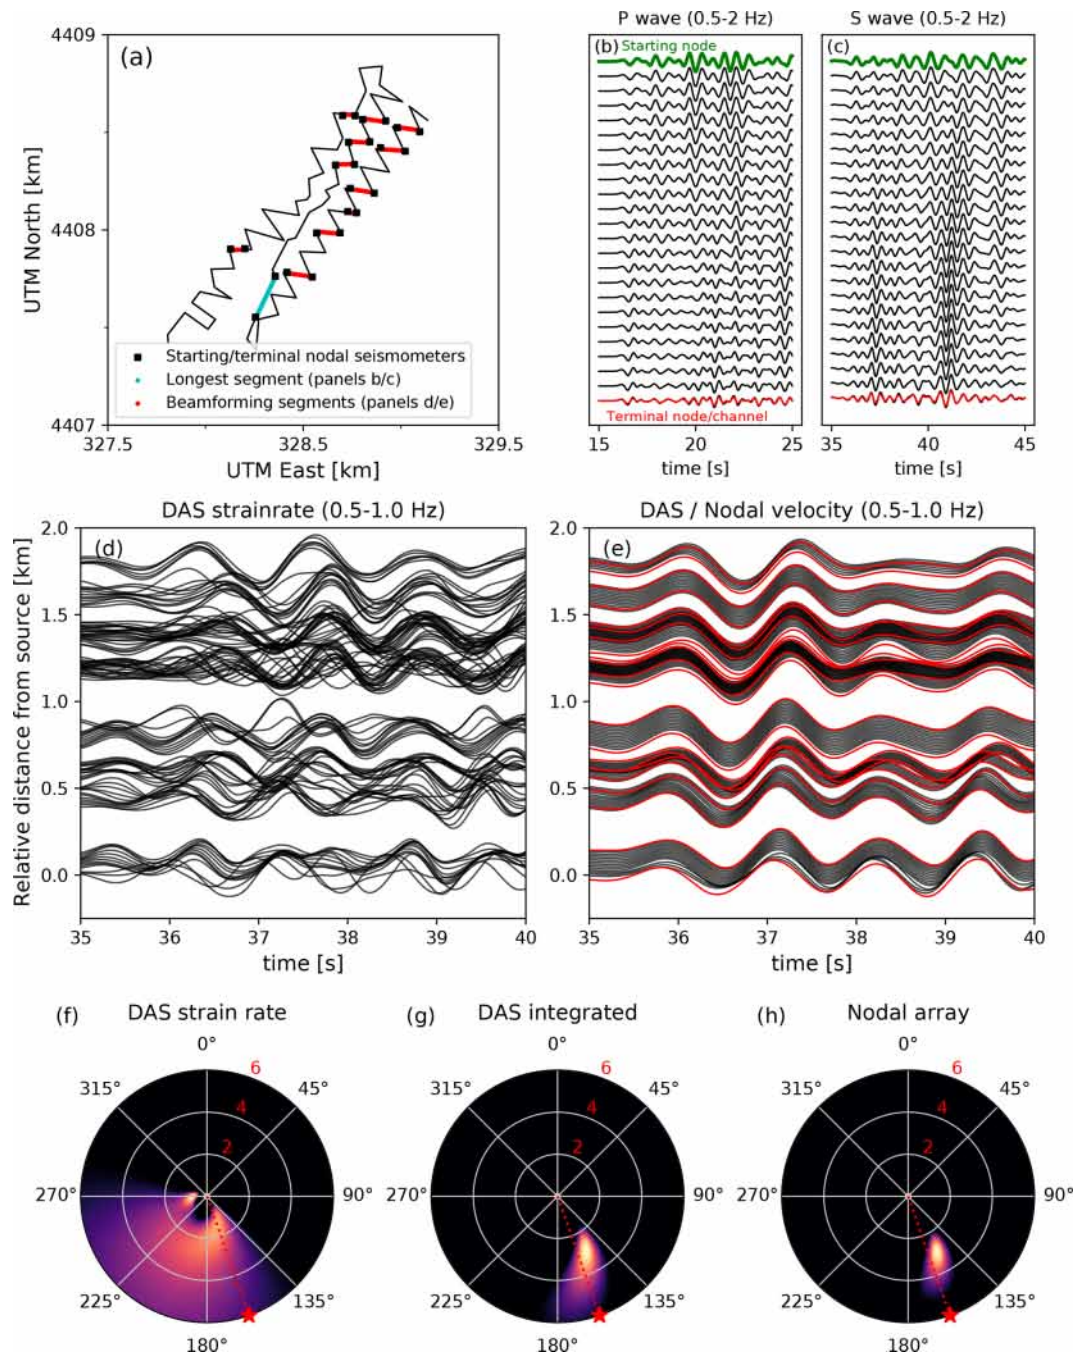 P wave (0.5-2 Hz)
S wave (0.5-2 Hz)
4409
4408
4407
UTM North [km]
(a)
Starting/terminal nodal seismometers
Longest segment (panels b/c)
Beamforming segments (panels d/e)
327.5
328.5
329.5
UTM East [km]
(b)
Starting node
Terminal node/channel
15
20
25
time [s]
(c)
35
40
45
time [s]
DAS strainrate (0.5-1.0 Hz)
DAS / Nodal velocity (0.5-1.0 Hz)
Relative distance from source [km]
2.0
1.5
1.0
0.5
0.0
(d)
35
36
37
38
39
40
time [s]
2.0
1.5
1.0
0.5
0.0
(e)
35
36
37
38
39
40
time [s]
(f)
DAS strain rate
0°
45°
90°
135°
180°
225°
270°
315°
2
4
6
(g)
DAS integrated
0°
45°
90°
135°
180°
225°
270°
315°
2
4
6
(h)
Nodal array
0°
45°
90°
135°
180°
225°
270°
315°
2
4
6